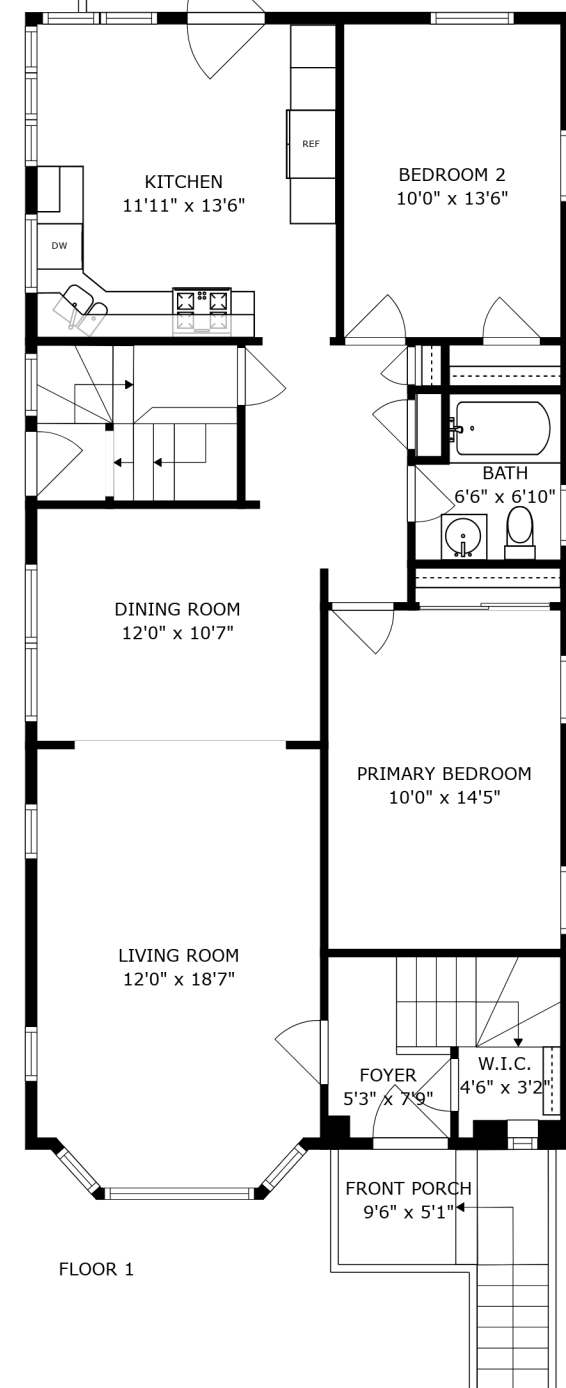 REF
KITCHEN
11'11" x 13'6"
BEDROOM 2
10'0" x 13'6"
DW
BATH
6'6" x 6'10"
DINING ROOM
12'0" x 10'7"
PRIMARY BEDROOM
10'0" x 14'5"
LIVING ROOM
12'0" x 18'7"
W.I.C.
4'6" x 3'2"
FOYER
5'3" x 7'9"
FRONT PORCH
9'6" x 5'1"
FLOOR 1